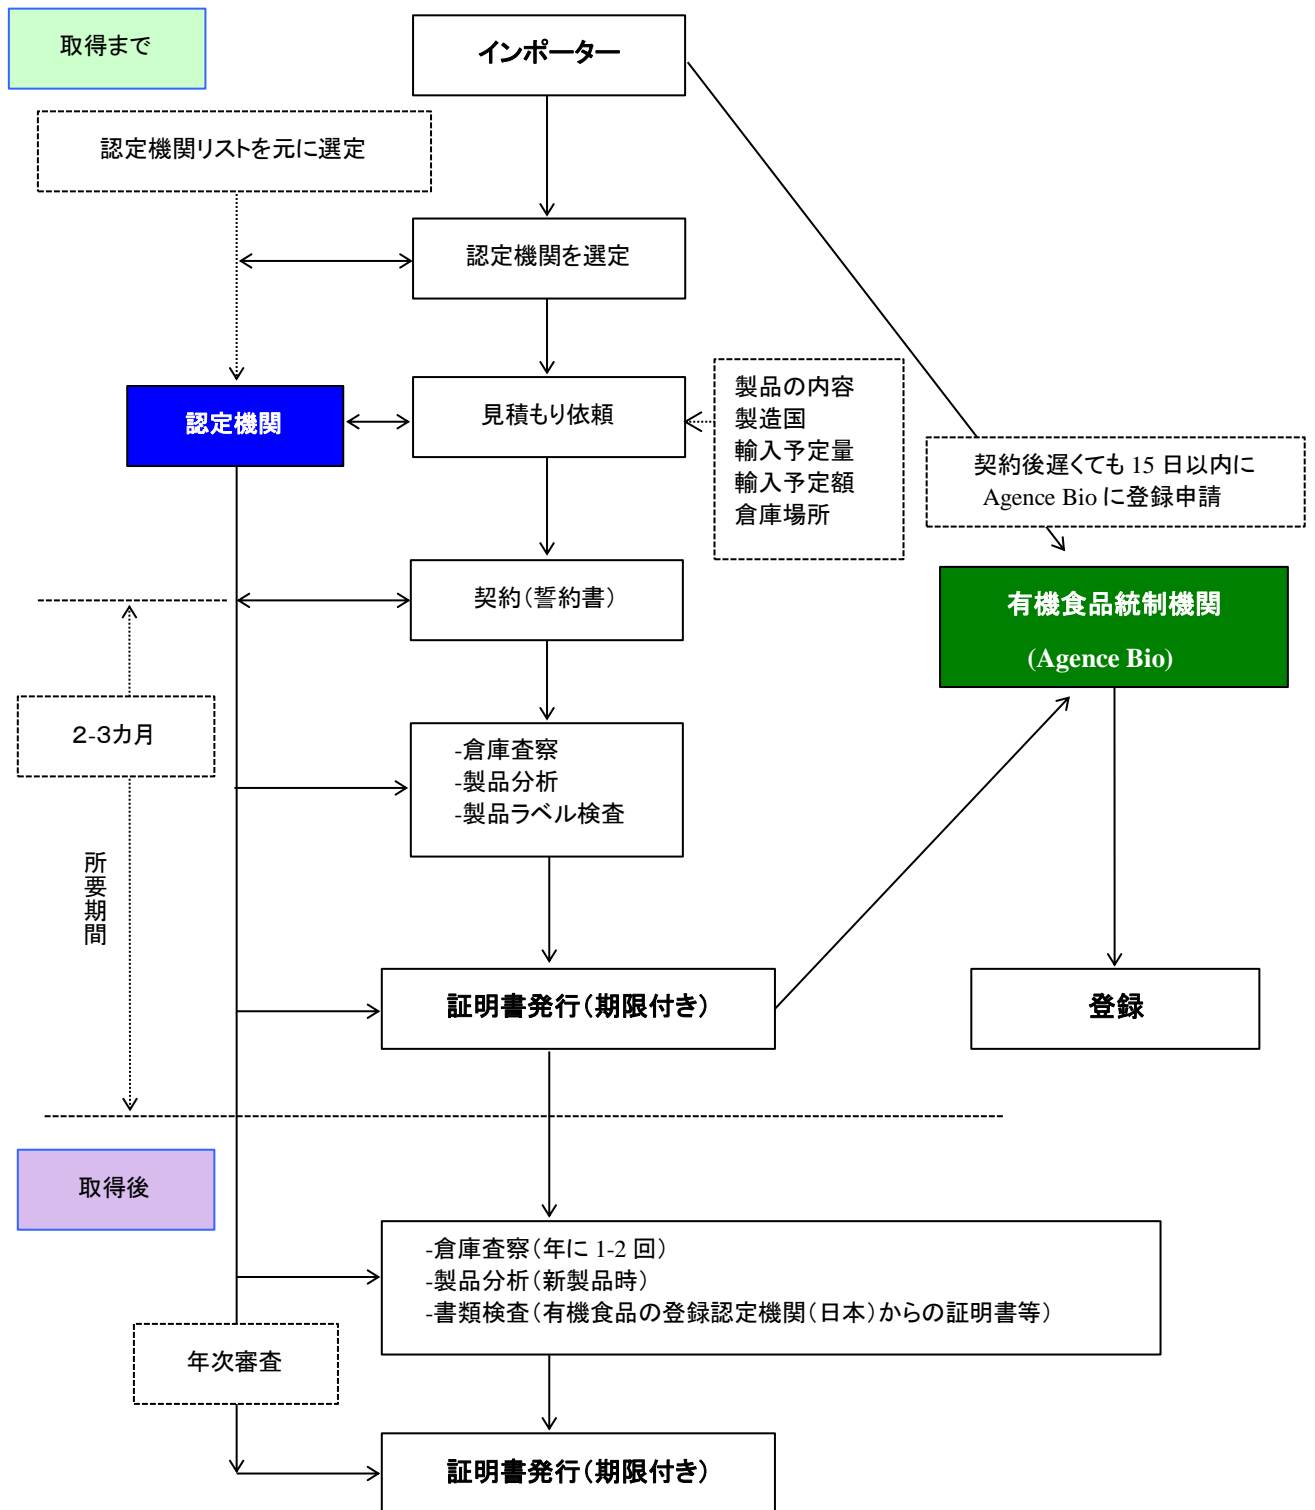 取得まで
インポーター
認定機関リストを元に選定
認定機関を選定
認定機関
見積もり依頼
製品の内容
製造国
輸入予定量
輸入予定額
倉庫場所
契約後遅くても 15 日以内に
Agence Bio に登録申請
契約(誓約書)
有機食品統制機関
(Agence Bio)
2-3カ月
-倉庫査察
-製品分析
-製品ラベル検査
所要期間
証明書発行(期限付き)
登録
取得後
-倉庫査察(年に 1-2 回)
-製品分析(新製品時)
-書類検査(有機食品の登録認定機関(日本)からの証明書等)
年次審査
証明書発行(期限付き)